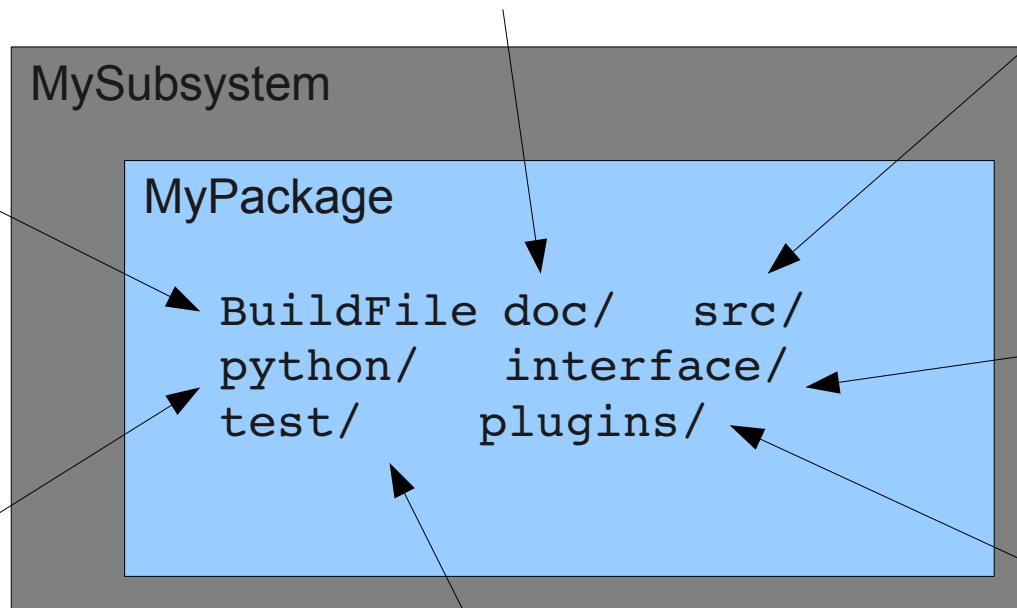 MySubsystem
MyPackage
BuildFile doc/ src/
python/ interface/
test/ plugins/